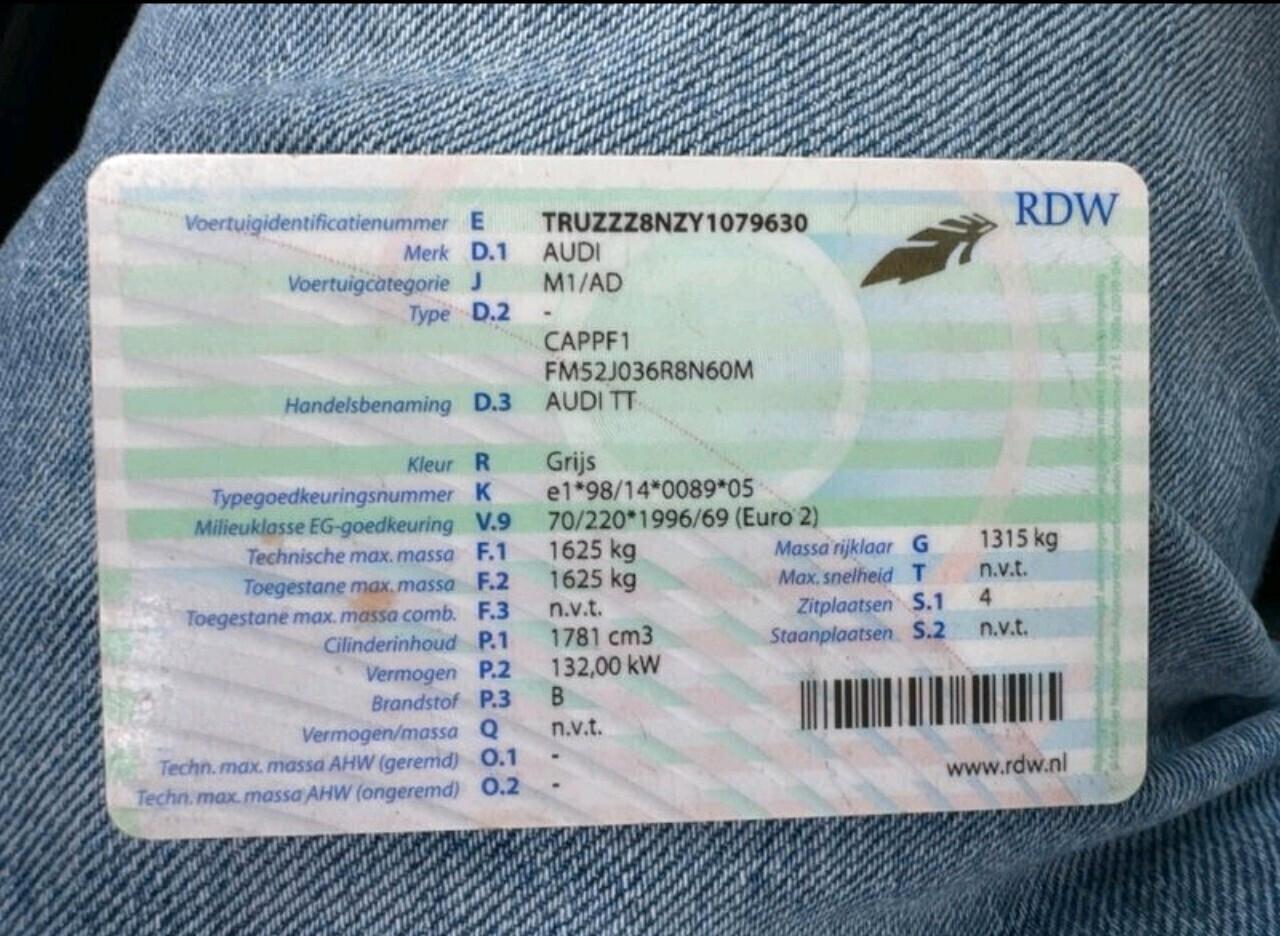 RDW
Voertuigidentificatienummer E TRUZZZ8NZY1079630
Merk D.1 AUDI
Voertuigcategorie J M1/AD
Type D.2 -
CAPPF1
FM52J036R8N60M
Handelsbenaming D.3 AUDI TT
Kleur R Grijs
Typegoedkeuringsnummer K e1*98/14*0089*05
Milieuklasse EG-goedkeuring V.9 70/220*1996/69 (Euro 2)
Technische max. massa F.1 1625 kg Massa rijklaar G 1315 kg
Toegestane max. massa F.2 1625 kg Max. snelheid T n.v.t.
Toegestane max. massa comb. F.3 n.v.t. Zitplaatsen S.1 4
Cilinderinhoud P.1 1781 cm3 Staanplaatsen S.2 n.v.t.
Vermogen P.2 132,00 kW
Brandstof P.3 B
Vermogen/massa Q n.v.t.
Techn. max. massa AHW (geremd) O.1 -
Techn. max. massa AHW (ongeremd) O.2 -
www.rdw.nl